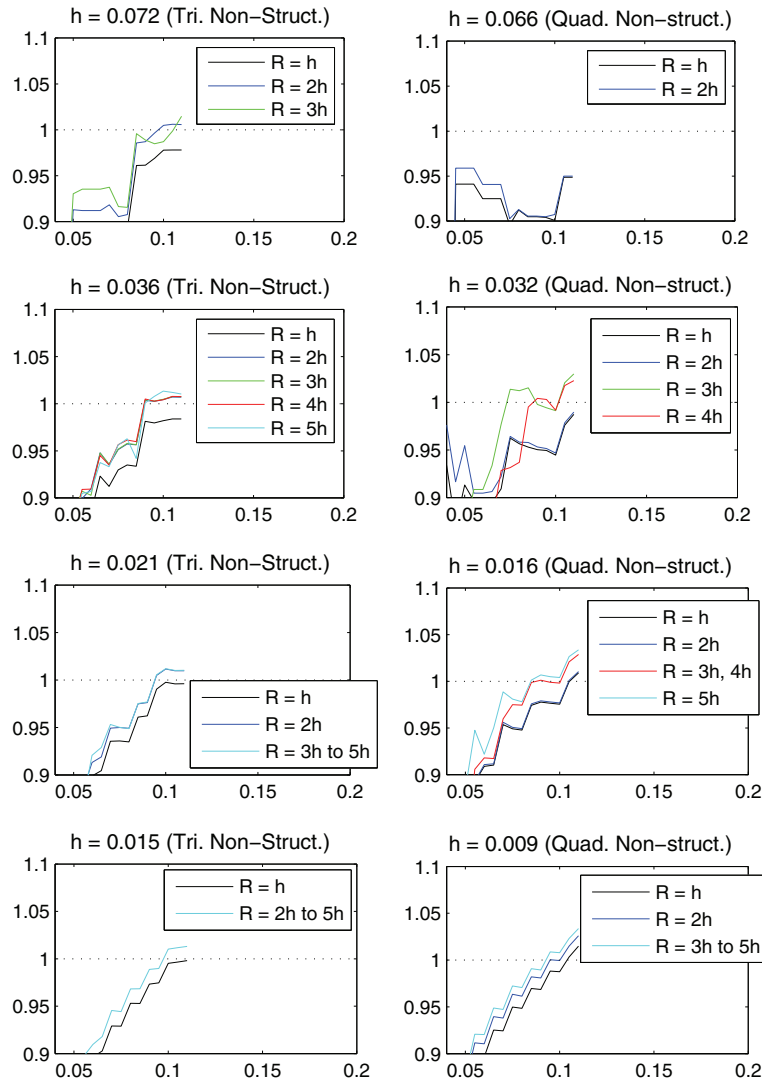 h = 0.072 (Tri. Non−Struct.)
1.1
1.05
1
0.95
0.9
0.05 0.1 0.15 0.2
R = h
R = 2h
R = 3h
h = 0.066 (Quad. Non−struct.)
1.1
1.05
1
0.95
0.9
0.05 0.1 0.15 0.2
R = h
R = 2h
h = 0.036 (Tri. Non−Struct.)
1.1
1.05
1
0.95
0.9
0.05 0.1 0.15 0.2
R = h
R = 2h
R = 3h
R = 4h
R = 5h
h = 0.032 (Quad. Non−Struct.)
1.1
1.05
1
0.95
0.9
0.05 0.1 0.15 0.2
R = h
R = 2h
R = 3h
R = 4h
h = 0.021 (Tri. Non−Struct.)
1.1
1.05
1
0.95
0.9
0.05 0.1 0.15 0.2
R = h
R = 2h
R = 3h to 5h
h = 0.016 (Quad. Non−struct.)
1.1
1.05
1
0.95
0.9
0.05 0.1 0.15 0.2
R = h
R = 2h
R = 3h, 4h
R = 5h
h = 0.015 (Tri. Non−Struct.)
1.1
1.05
1
0.95
0.9
0.05 0.1 0.15 0.2
R = h
R = 2h to 5h
h = 0.009 (Quad. Non−struct.)
1.1
1.05
1
0.95
0.9
0.05 0.1 0.15 0.2
R = h
R = 2h
R = 3h to 5h